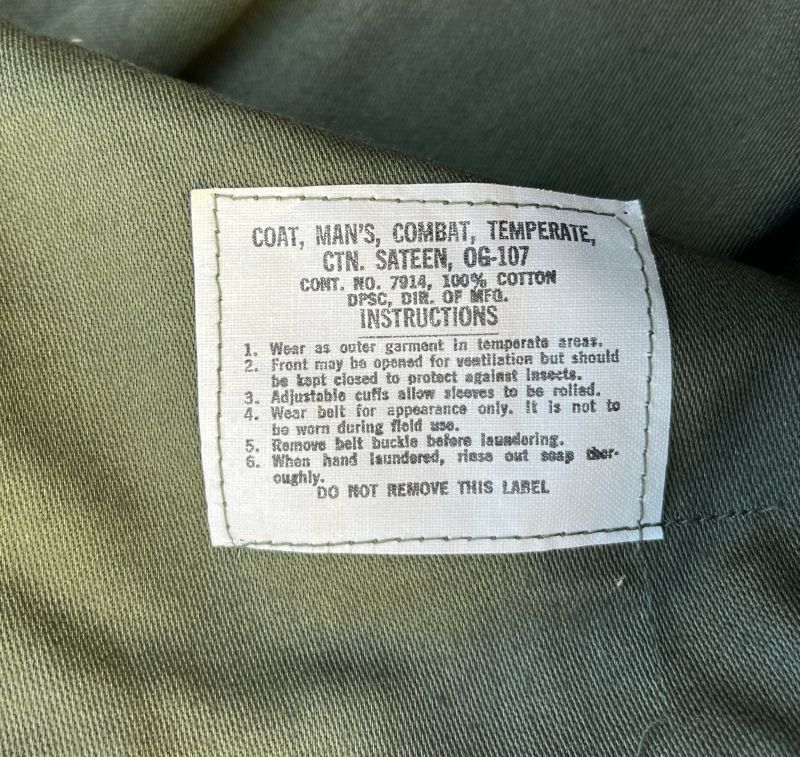 COAT, MAN'S, COMBAT, TEMPERATE,
CTN. SATEEN, OG-107
CONT. NO. 7914, 100% COTTON
DPSC, DIR. OF MFG.
INSTRUCTIONS
1. Wear as outer garment in temperate areas.
2. Front may be opened for ventilation but should
be kept closed to protect against insects.
3. Adjustable cuffs allow sleeves to be rolled.
4. Wear belt for appearance only. It is not to
be worn during field use.
5. Remove belt buckle before laundering.
6. When hand laundered, rinse out soap thor-
oughly.
DO NOT REMOVE THIS LABEL